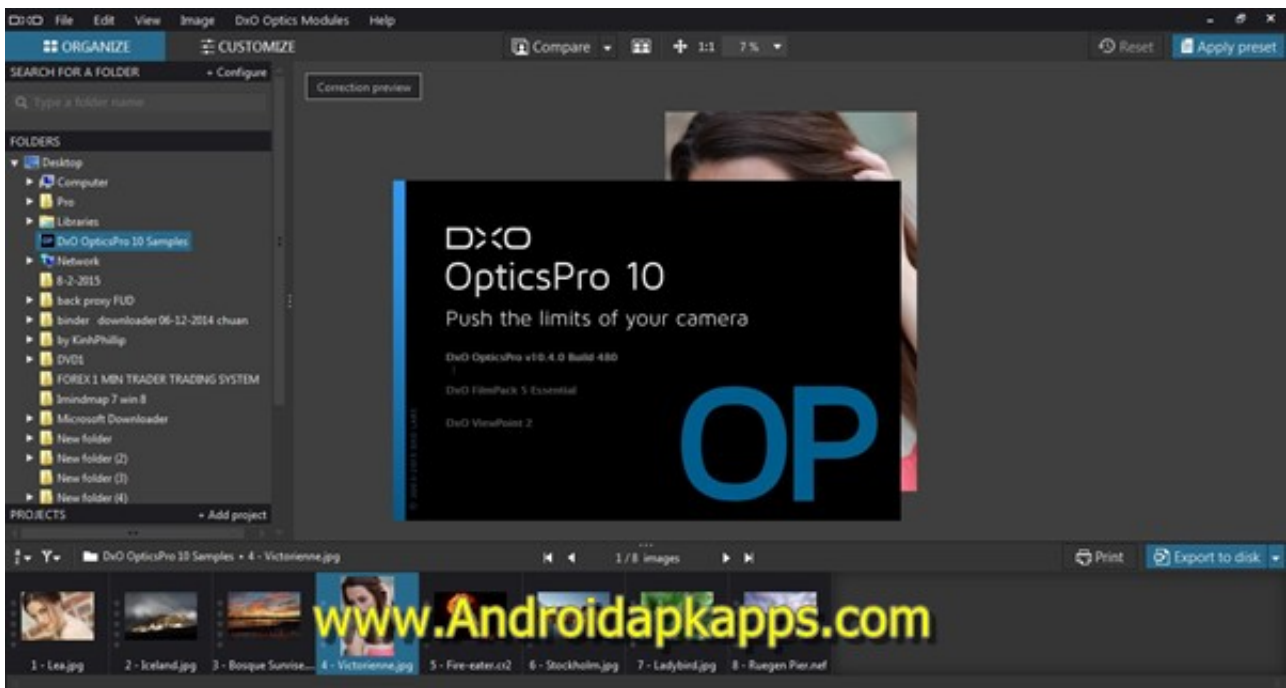 DXO File Edit View Image DxO Optics Modules Help
ORGANIZE CUSTOMIZE Compare 1:1 7 % Reset Apply preset
SEARCH FOR A FOLDER + Configure
Type a folder name
Correction preview
FOLDERS
Desktop
Computer
Pro
Libraries
DxO OpticsPro 10 Samples
Network
8-2-2015
back proxy FUD
binder downloader 06-12-2014 chuan
by KinhPhillip
DVD1
FOREX 1 MIN TRADER TRADING SYSTEM
Imindmap 7 win 8
Microsoft Downloader
New folder
New folder (2)
New folder (3)
New folder (4)
PROJECTS + Add project
DXO
OpticsPro 10
Push the limits of your camera
DxO OpticsPro v10.4.0 Build 480
DxO FilmPack 5 Essential
DxO ViewPoint 2
OP
DxO OpticsPro 10 Samples • 4 - Victorienne.jpg 1 / 8 images Print Export to disk
www.Androidapkapps.com
1 - Lea.jpg 2 - Iceland.jpg 3 - Bosque Sunrise... 4 - Victorienne.jpg 5 - Fire-eater.cr2 6 - Stockholm.jpg 7 - Ladybird.jpg 8 - Ruegen Pier.nef